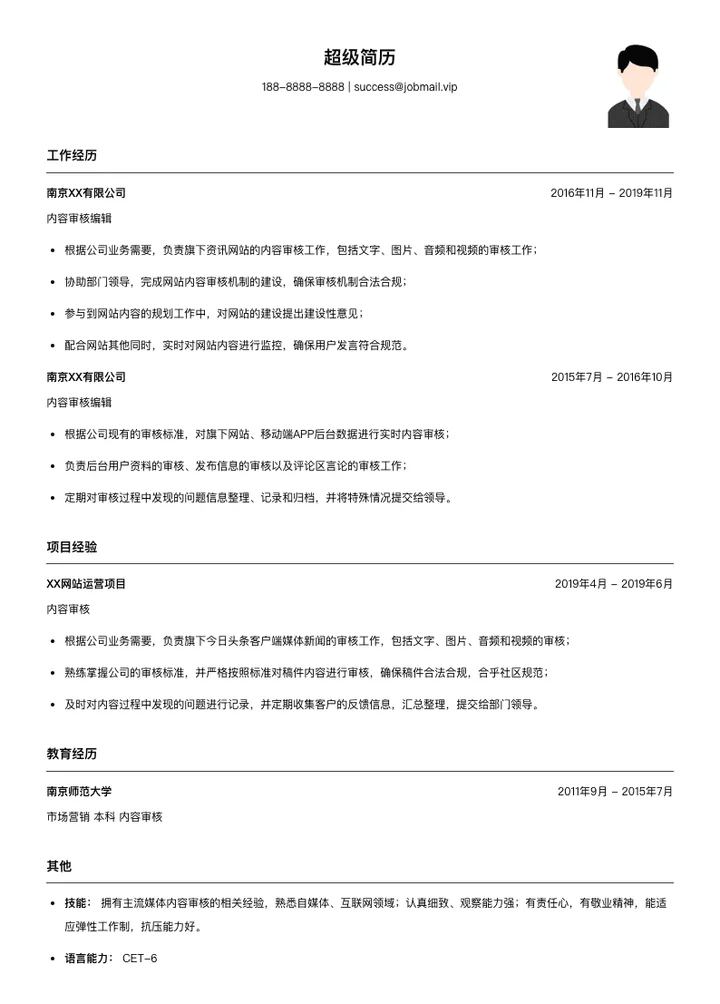 超级简历
188-8888-8888 | success@jobmail.vip
工作经历
南京XX有限公司 2016年11月 – 2019年11月
内容审核编辑
• 根据公司业务需要，负责旗下资讯网站的内容审核工作，包括文字、图片、音频和视频的审核工作；
• 协助部门领导，完成网站内容审核机制的建设，确保审核机制合法合规；
• 参与到网站内容的规划工作中，对网站的建设提出建设性意见；
• 配合网站其他同时，实时对网站内容进行监控，确保用户发言符合规范。
南京XX有限公司 2015年7月 – 2016年10月
内容审核编辑
• 根据公司现有的审核标准，对旗下网站、移动端APP后台数据进行实时内容审核；
• 负责后台用户资料的审核、发布信息的审核以及评论区言论的审核工作；
• 定期对审核过程中发现的问题信息整理、记录和归档，并将特殊情况提交给领导。
项目经验
XX网站运营项目 2019年4月 – 2019年6月
内容审核
• 根据公司业务需要，负责旗下今日头条客户端媒体新闻的审核工作，包括文字、图片、音频和视频的审核；
• 熟练掌握公司的审核标准，并严格按照标准对稿件内容进行审核，确保稿件合法合规，合乎社区规范；
• 及时对内容过程中发现的问题进行记录，并定期收集客户的反馈信息，汇总整理，提交给部门领导。
教育经历
南京师范大学 2011年9月 – 2015年7月
市场营销 本科 内容审核
其他
• 技能： 拥有主流媒体内容审核的相关经验，熟悉自媒体、互联网领域；认真细致、观察能力强；有责任心，有敬业精神，能适
应弹性工作制，抗压能力好。
• 语言能力： CET-6